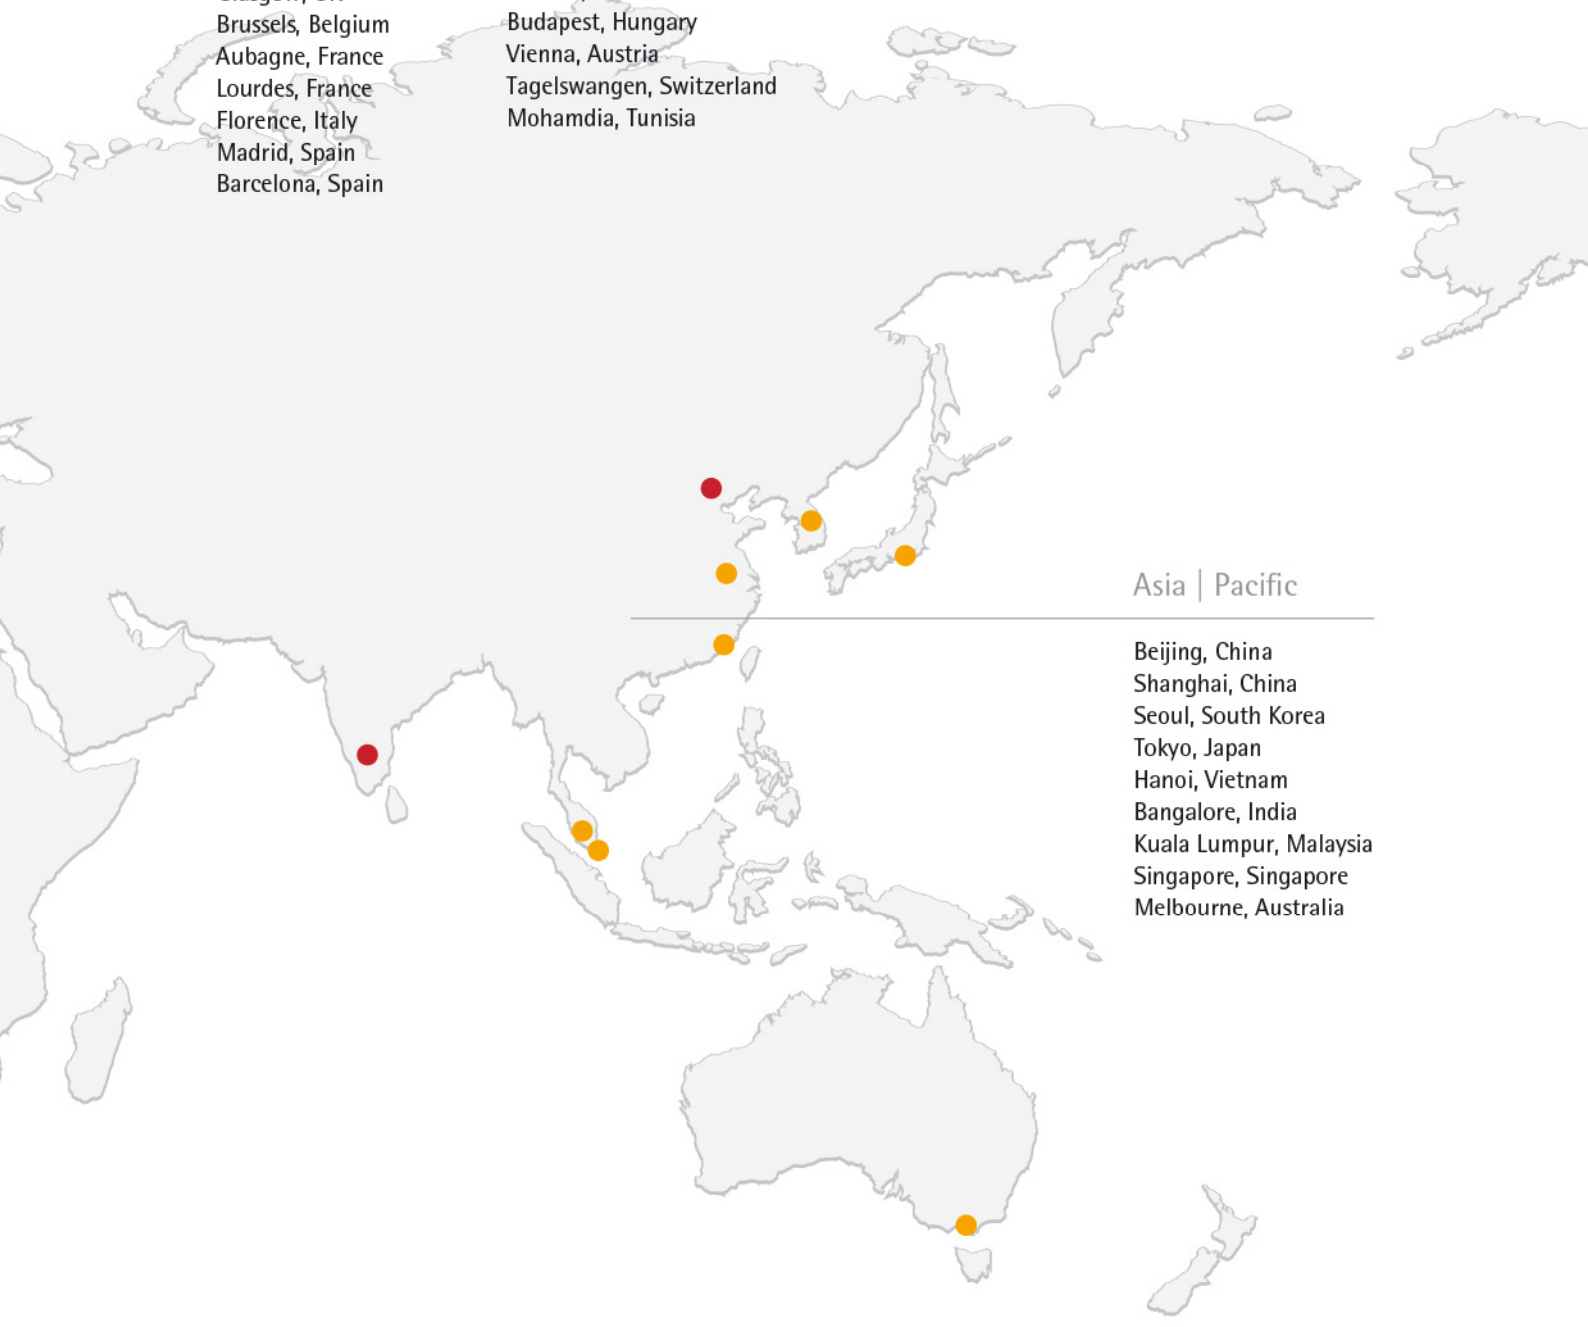 Brussels, Belgium
Aubagne, France
Lourdes, France
Florence, Italy
Madrid, Spain
Barcelona, Spain
Budapest, Hungary
Vienna, Austria
Tagelswangen, Switzerland
Mohamdia, Tunisia
Asia | Pacific
Beijing, China
Shanghai, China
Seoul, South Korea
Tokyo, Japan
Hanoi, Vietnam
Bangalore, India
Kuala Lumpur, Malaysia
Singapore, Singapore
Melbourne, Australia